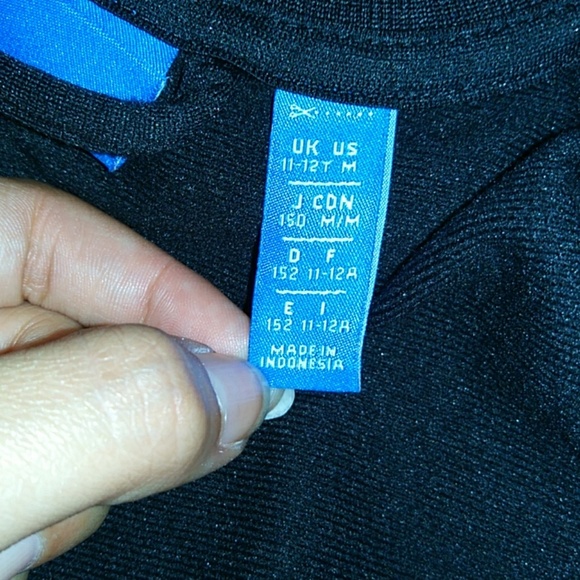 UK US
11-12Y M
J CDN
150 M/M
D F
152 11-12A
E I
152 11-12A
MADE IN
INDONESIA